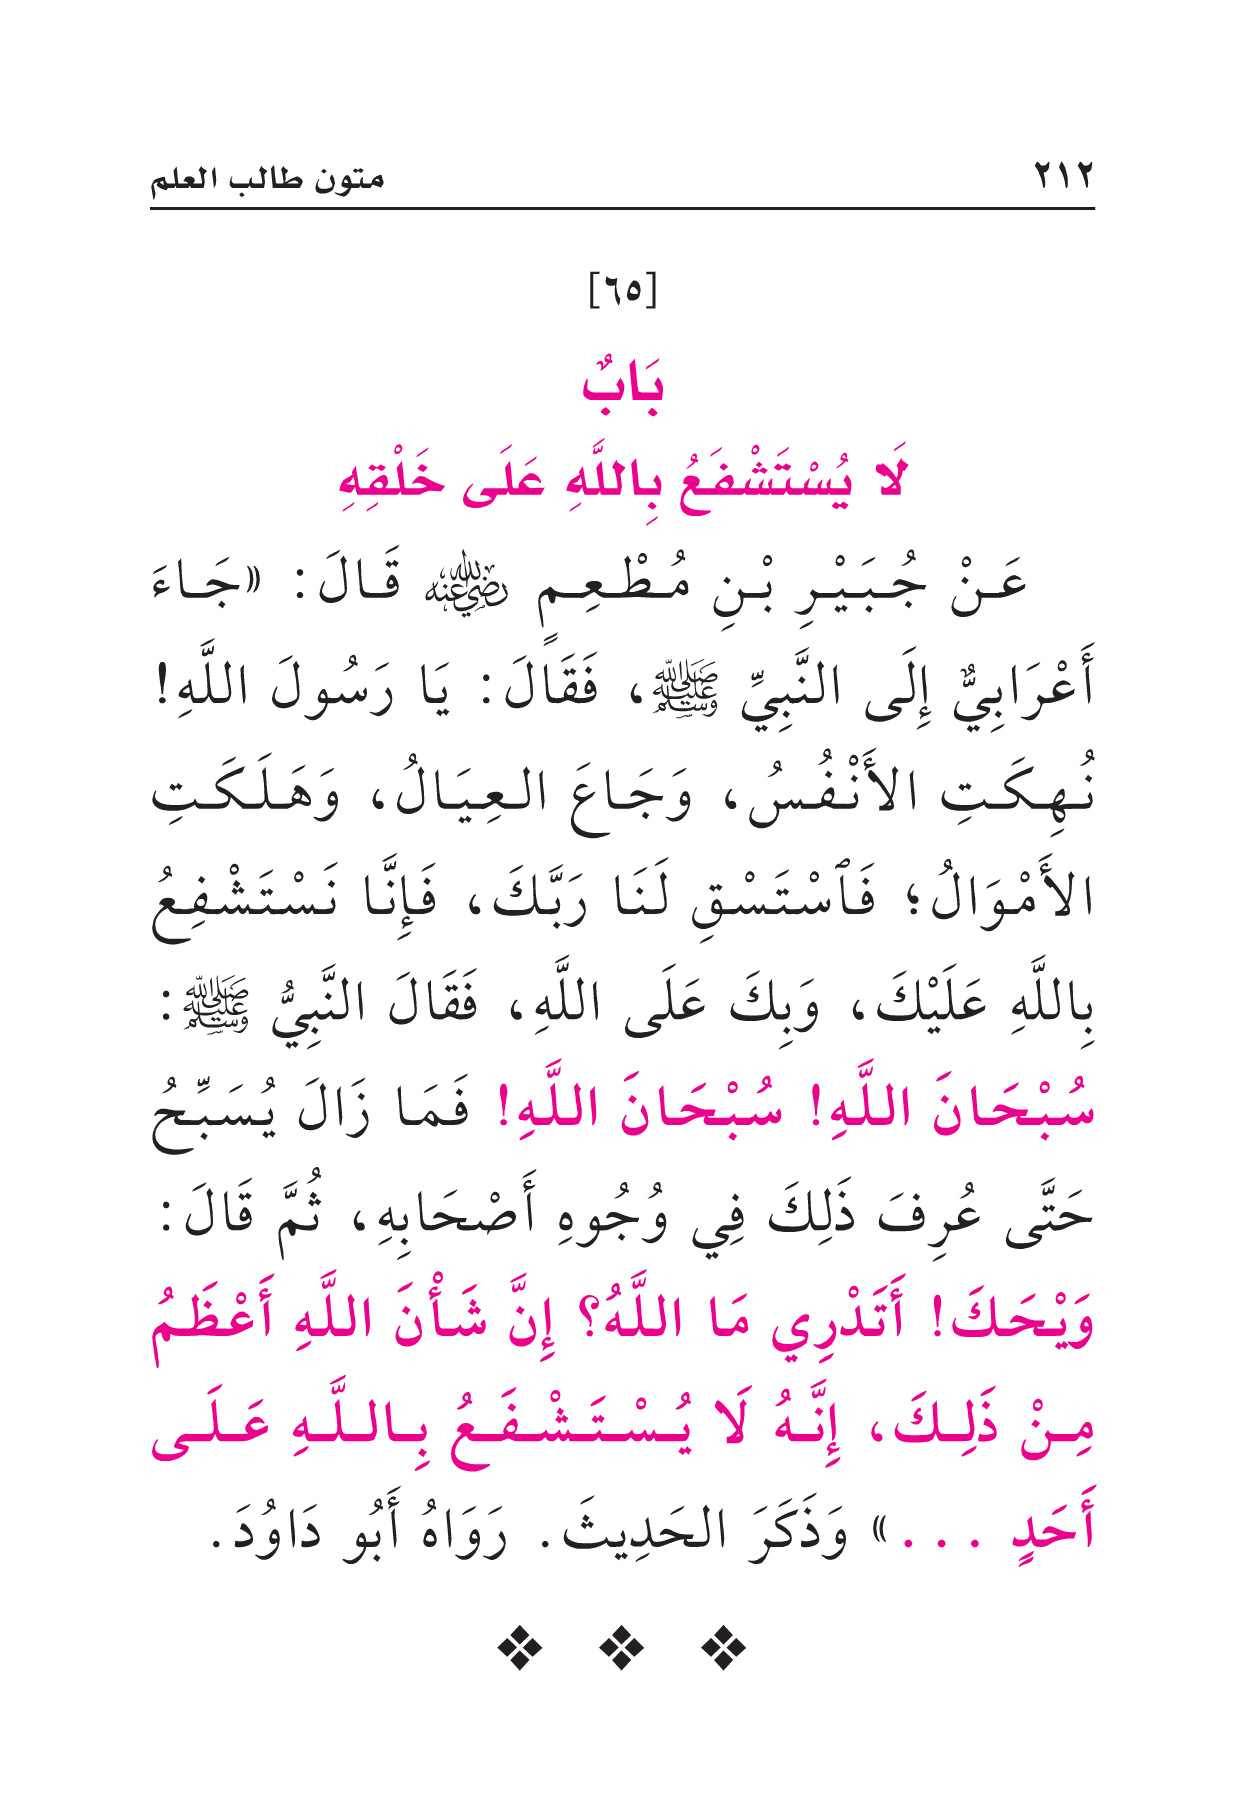 ٢١٢
متون طالب العلم
[٦٥]
بَابٌ
لَا يُسْتَشْفَعُ بِاللَّهِ عَلَى خَلْقِهِ
عَنْ جُبَيْرِ بْنِ مُطْعِمٍ رضي الله عنه قَالَ: «جَاءَ
أَعْرَابِيٌّ إِلَى النَّبِيِّ ﷺ، فَقَالَ: يَا رَسُولَ اللَّهِ!
نُهِكَتِ الأَنْفُسُ، وَجَاعَ العِيَالُ، وَهَلَكَتِ
الأَمْوَالُ؛ فَٱسْتَسْقِ لَنَا رَبَّكَ، فَإِنَّا نَسْتَشْفِعُ
بِاللَّهِ عَلَيْكَ، وَبِكَ عَلَى اللَّهِ، فَقَالَ النَّبِيُّ ﷺ:
سُبْحَانَ اللَّهِ! سُبْحَانَ اللَّهِ! فَمَا زَالَ يُسَبِّحُ
حَتَّى عُرِفَ ذَلِكَ فِي وُجُوهِ أَصْحَابِهِ، ثُمَّ قَالَ:
وَيْحَكَ! أَتَدْرِي مَا اللَّهُ؟ إِنَّ شَأْنَ اللَّهِ أَعْظَمُ
مِنْ ذَلِكَ، إِنَّهُ لَا يُسْتَشْفَعُ بِاللَّهِ عَلَى
أَحَدٍ ...» وَذَكَرَ الحَدِيثَ. رَوَاهُ أَبُو دَاوُدَ.